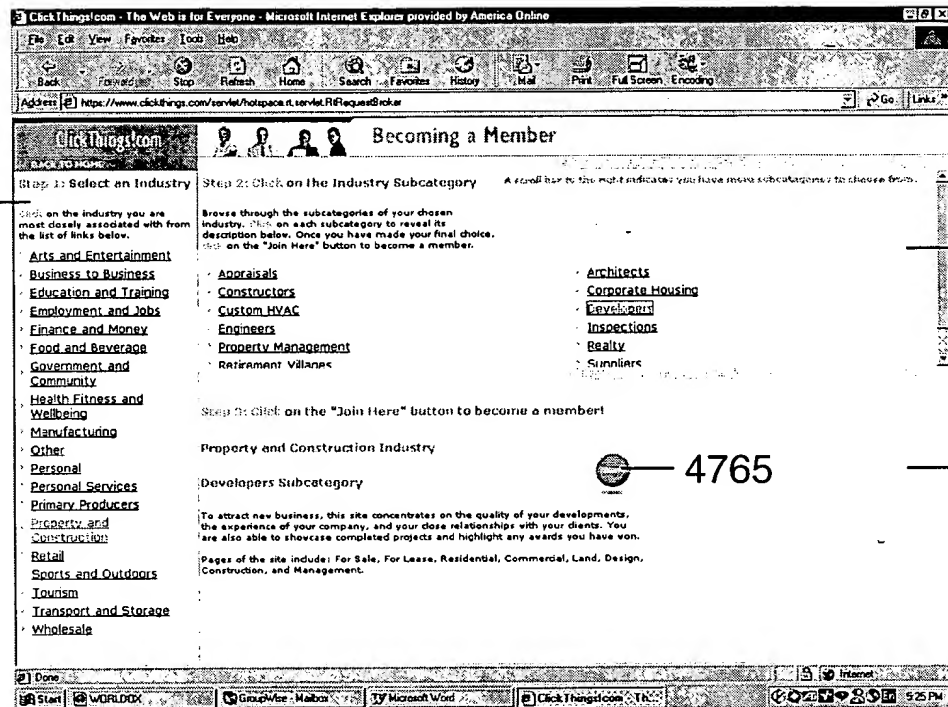 ClickThings!com - The Web is for Everyone - Microsoft Internet Explorer provided by America Online
File Edit View Favorites Tools Help
Back Forward Stop Refresh Home Search Favorites History Mail Print Full Screen Encoding
Address https://www.clickthings.com/servlet/hotspace.rt.servlet.RtRequestBroker Go Links »
ClickThings!com
BACK TO HOME
Becoming a Member
Step 1: Select an Industry
Click on the industry you are
most closely associated with from
the list of links below.
Arts and Entertainment
Business to Business
Education and Training
Employment and Jobs
Finance and Money
Food and Beverage
Government and
Community
Health Fitness and
Wellbeing
Manufacturing
Other
Personal
Personal Services
Primary Producers
Property and
Construction
Retail
Sports and Outdoors
Tourism
Transport and Storage
Wholesale
Step 2: Click on the Industry Subcategory
A scroll bar to the right indicates you have more subcategories to choose from.
Browse through the subcategories of your chosen
industry. Click on each subcategory to reveal its
description below. Once you have made your final choice,
click on the "Join Here" button to become a member.
Appraisals
Constructors
Custom HVAC
Engineers
Property Management
Retirement Villages
Architects
Corporate Housing
Developers
Inspections
Realty
Suppliers
Step 3: Click on the "Join Here" button to become a member!
Property and Construction Industry
4765
Developers Subcategory
To attract new business, this site concentrates on the quality of your developments,
the experience of your company, and your close relationships with your clients. You
are also able to showcase completed projects and highlight any awards you have won.
Pages of the site include: For Sale, For Lease, Residential, Commercial, Land, Design,
Construction, and Management.
Done Internet
Start WORLDOX GroupWise - Mailbox Microsoft Word ClickThings!com - Th... 5:25 PM